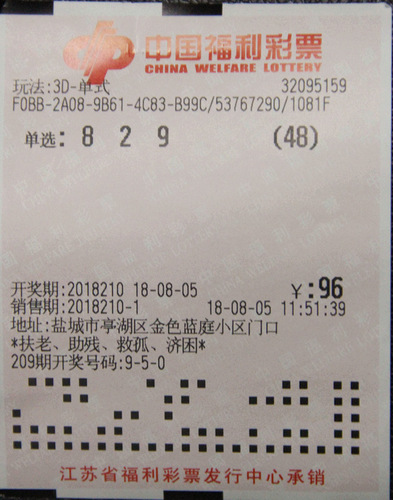 中国福利彩票
CHINA WELFARE LOTTERY
玩法:3D-单式 32095159
F0BB-2A08-9B61-4C83-B99C/53767290/1081F
单选: 8 2 9 (48)
开奖期:2018210 18-08-05 ￥:96
销售期:2018210-1 18-08-05 11:51:39
地址:盐城市亭湖区金色蓝庭小区门口
*扶老、助残、救孤、济困*
209期开奖号码:9-5-0
江苏省福利彩票发行中心承销